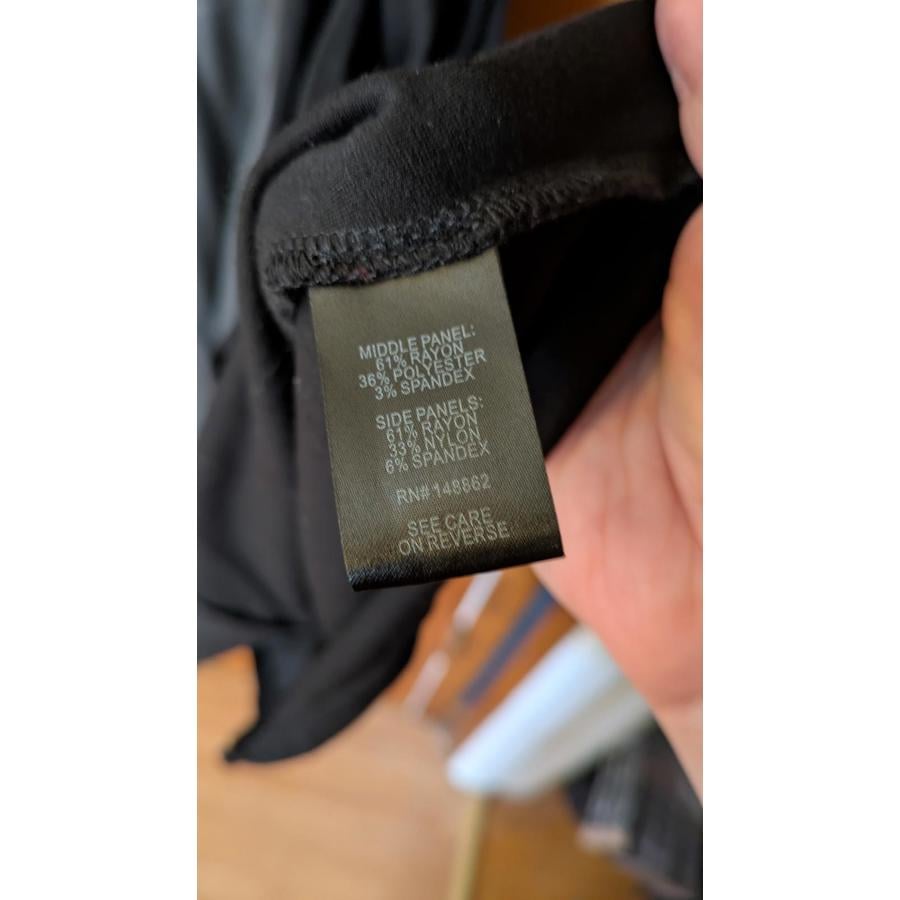 MIDDLE PANEL:
61% RAYON
36% POLYESTER
3% SPANDEX
SIDE PANELS:
61% RAYON
33% NYLON
6% SPANDEX
RN# 148862
SEE CARE
ON REVERSE